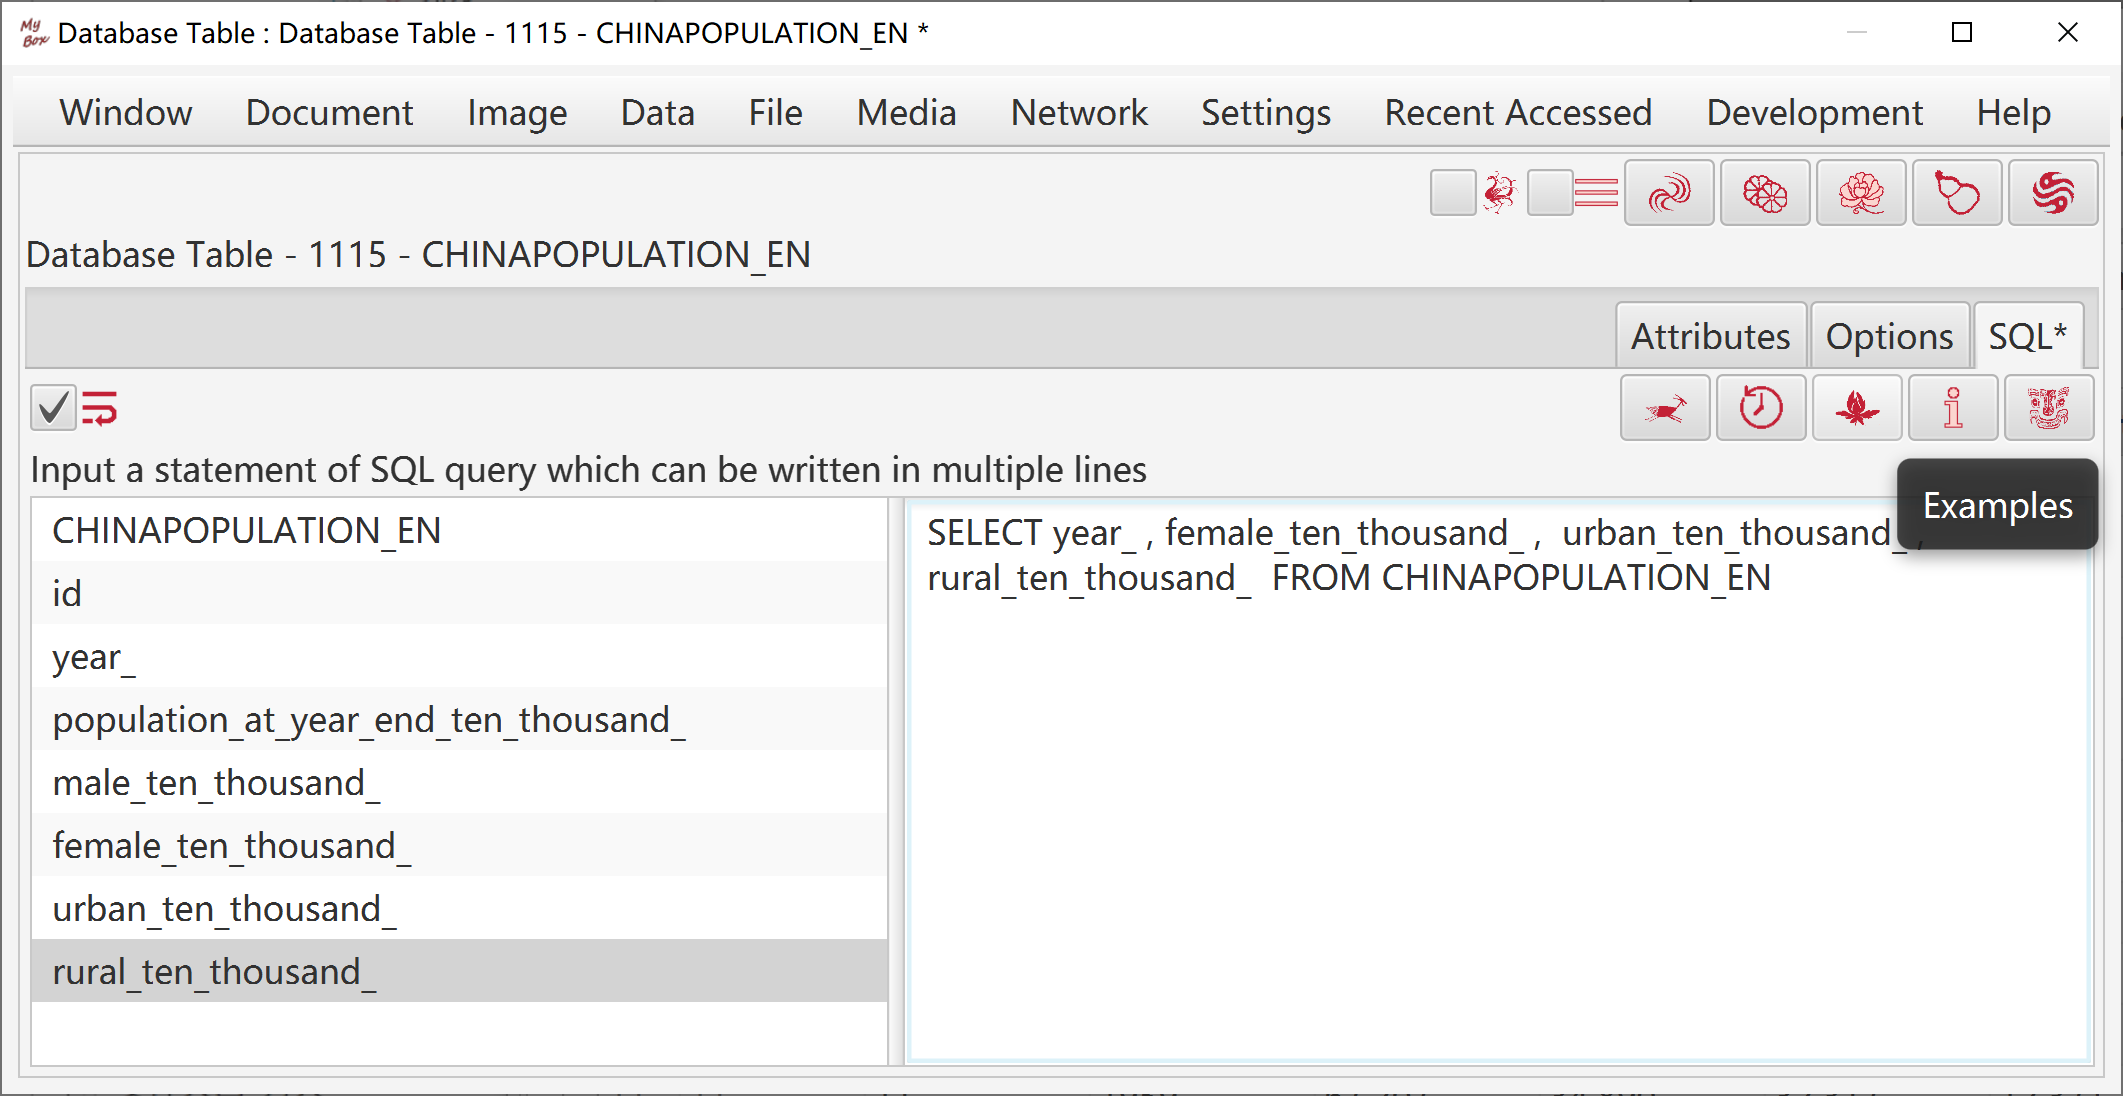 My Box Database Table : Database Table - 1115 - CHINAPOPULATION_EN *
Window Document Image Data File Media Network Settings Recent Accessed Development Help
Database Table - 1115 - CHINAPOPULATION_EN
Attributes Options SQL*
Input a statement of SQL query which can be written in multiple lines
Examples
CHINAPOPULATION_EN
id
year_
population_at_year_end_ten_thousand_
male_ten_thousand_
female_ten_thousand_
urban_ten_thousand_
rural_ten_thousand_
SELECT year_ , female_ten_thousand_ ,  urban_ten_thousand_ ,
rural_ten_thousand_  FROM CHINAPOPULATION_EN